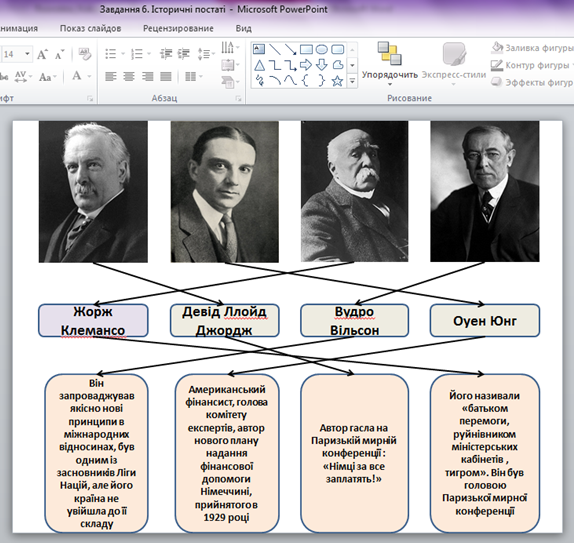 Завдання 6. Історичні постаті - Microsoft PowerPoint
Анимация Показ слайдов Рецензирование Вид
14
Абзац
Упорядочить
Экспресс-стили
Заливка фигуры
Контур фигуры
Эффекты фигур
Рисование
Жорж
Клемансо
Девід Ллойд
Джордж
Вудро
Вільсон
Оуен Юнг
Він
запроваджував
якісно нові
принципи в
міжнародних
відносинах, був
одним із
засновників Ліги
Націй, але його
країна не
увійшла до її
складу
Американський
фінансист, голова
комітету
експертів, автор
нового плану
надання
фінансової
допомоги
Німеччині,
прийнятого в
1929 році
Автор гасла на
Паризькій мирній
конференції :
«Німці за все
заплатять!»
Його називали
«батьком
перемоги,
руйнівником
міністерських
кабінетів ,
тигром». Він був
головою
Паризької мирної
конференції